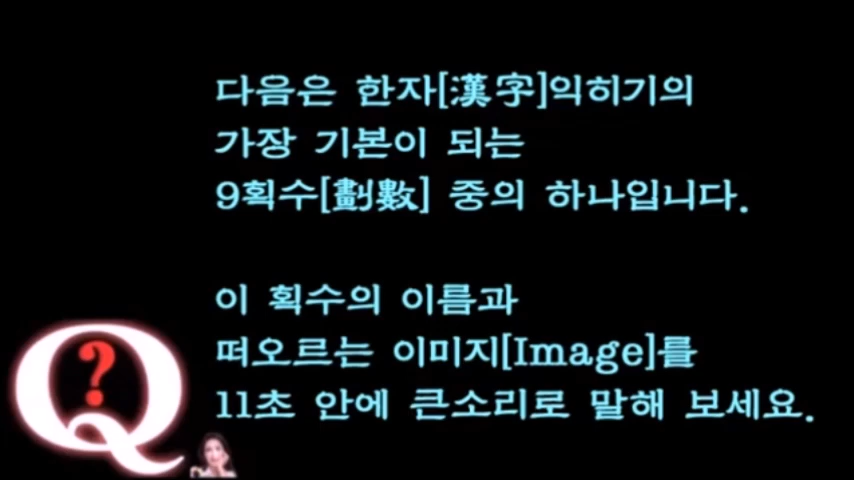 다음은 한자[漢字]익히기의
가장 기본이 되는
9획수[劃數] 중의 하나입니다.
이 획수의 이름과
떠오르는 이미지[Image]를
11초 안에 큰소리로 말해 보세요.
Q
?